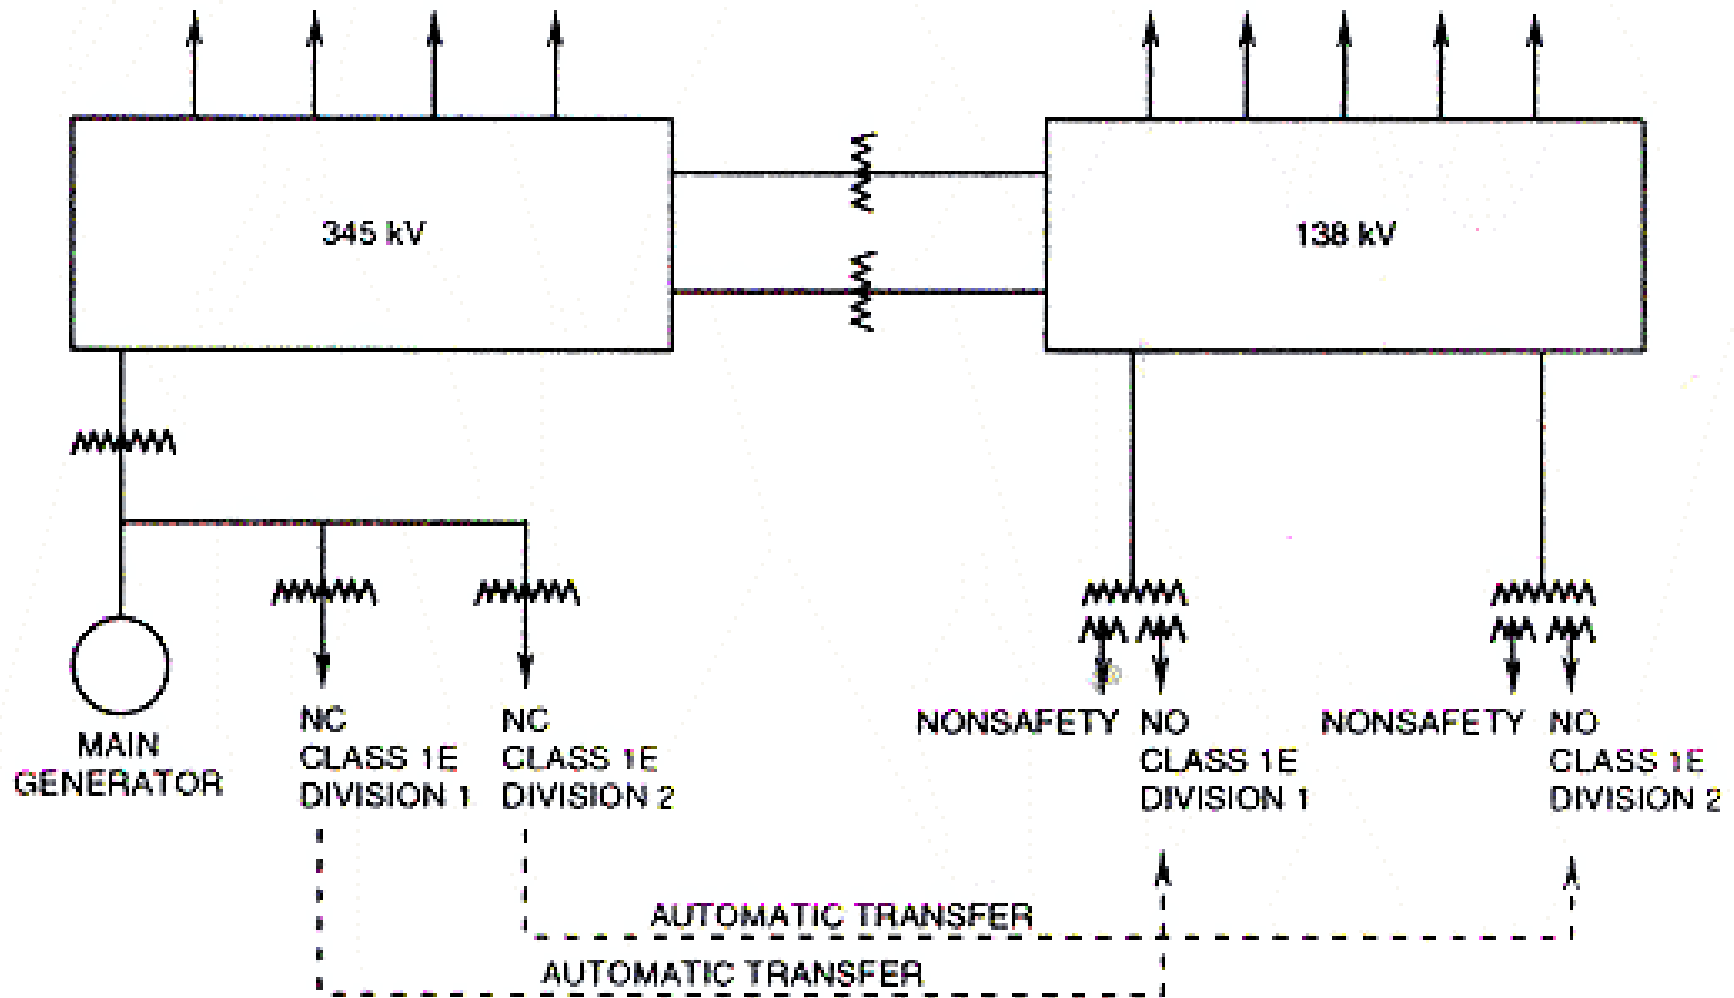 345 kV
138 kV
MAIN
GENERATOR
NC
CLASS 1E
DIVISION 1
NC
CLASS 1E
DIVISION 2
NONSAFETY
NO
CLASS 1E
DIVISION 1
NONSAFETY
NO
CLASS 1E
DIVISION 2
AUTOMATIC TRANSFER
AUTOMATIC TRANSFER